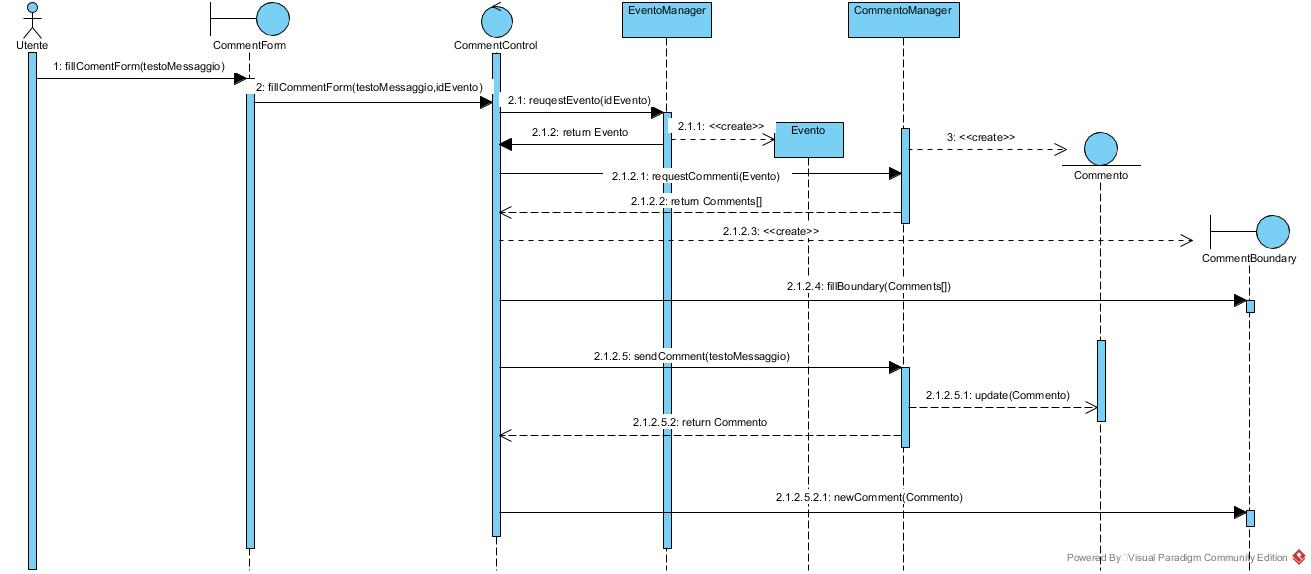 EventoManager
CommentoManager
Utente
CommentForm
CommentControl
1: fillComentForm(testoMessaggio)
2: fillCommentForm(testoMessaggio,idEvento)
2.1: reuqestEvento(idEvento)
2.1.1: <<create>>
Evento
2.1.2: return Evento
3: <<create>>
Commento
2.1.2.1: requestCommenti(Evento)
2.1.2.2: return Comments[]
2.1.2.3: <<create>>
CommentBoundary
2.1.2.4: fillBoundary(Comments[])
2.1.2.5: sendComment(testoMessaggio)
2.1.2.5.1: update(Commento)
2.1.2.5.2: return Commento
2.1.2.5.2.1: newComment(Commento)
Powered By Visual Paradigm Community Edition